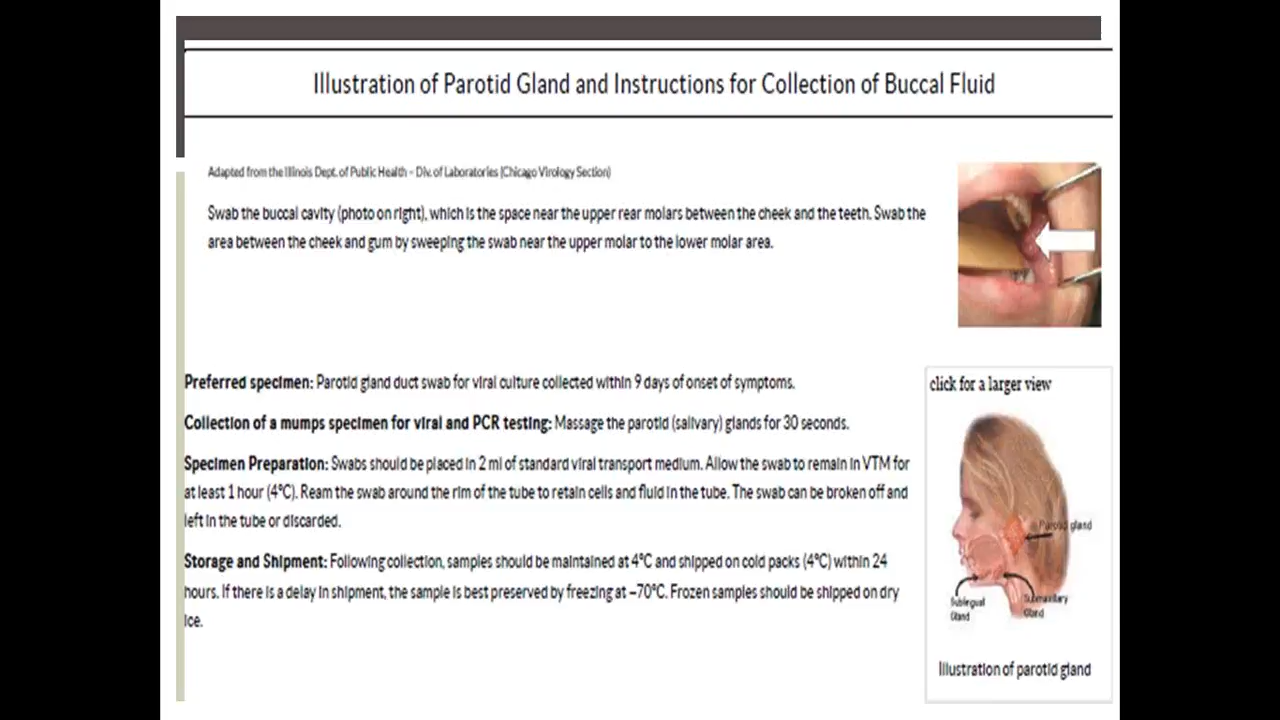 Illustration of Parotid Gland and Instructions for Collection of Buccal Fluid
Adapted from the Illinois Dept. of Public Health – Div. of Laboratories (Chicago Virology Section)
Swab the buccal cavity (photo on right), which is the space near the upper rear molars between the cheek and the teeth. Swab the
area between the cheek and gum by sweeping the swab near the upper molar to the lower molar area.
Preferred specimen: Parotid gland duct swab for viral culture collected within 9 days of onset of symptoms.
Collection of a mumps specimen for viral and PCR testing: Massage the parotid (salivary) glands for 30 seconds.
Specimen Preparation: Swabs should be placed in 2 ml of standard viral transport medium. Allow the swab to remain in VTM for
at least 1 hour (4°C). Ream the swab around the rim of the tube to retain cells and fluid in the tube. The swab can be broken off and
left in the tube or discarded.
Storage and Shipment: Following collection, samples should be maintained at 4°C and shipped on cold packs (4°C) within 24
hours. If there is a delay in shipment, the sample is best preserved by freezing at –70°C. Frozen samples should be shipped on dry
ice.
click for a larger view
Parotid gland
Sublingual
Gland
Submaxillary
Gland
Illustration of parotid gland